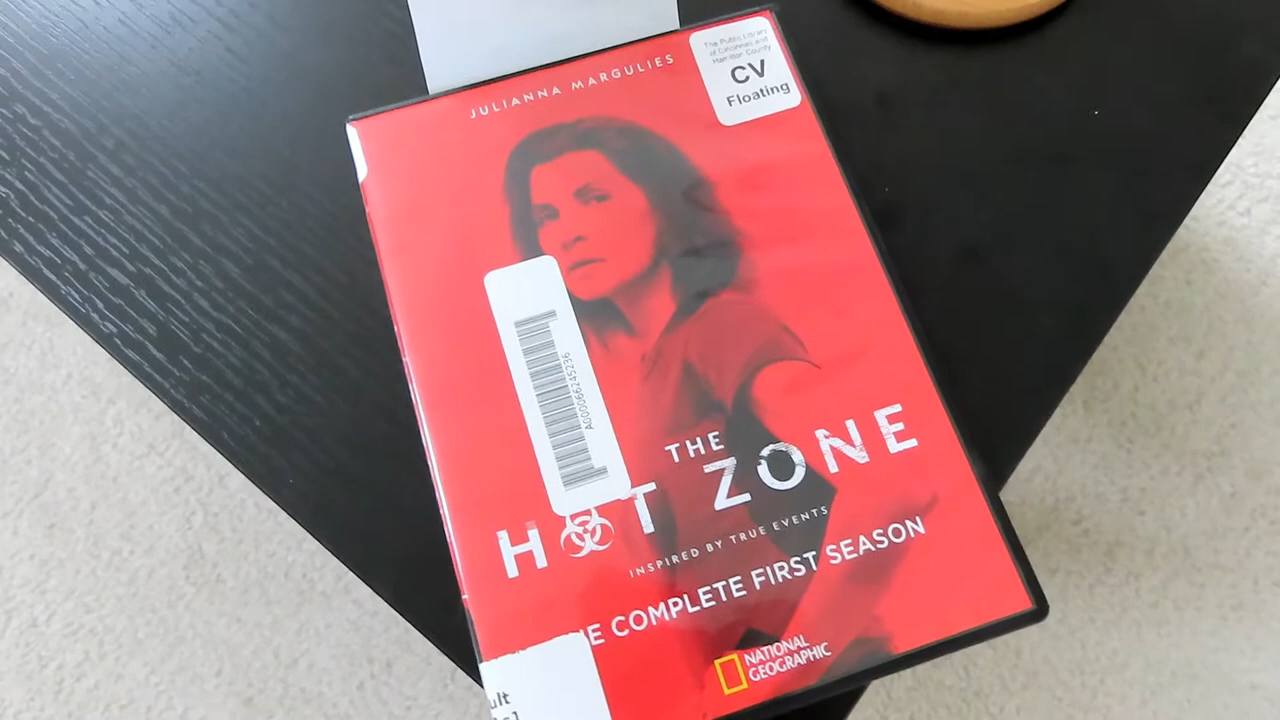 JULIANNA MARGULIES
The Public Library
of Cincinnati and
Hamilton County
CV
Floating
A000066245236
THE
HOT ZONE
INSPIRED BY TRUE EVENTS
E COMPLETE FIRST SEASON
NATIONAL
GEOGRAPHIC
ult